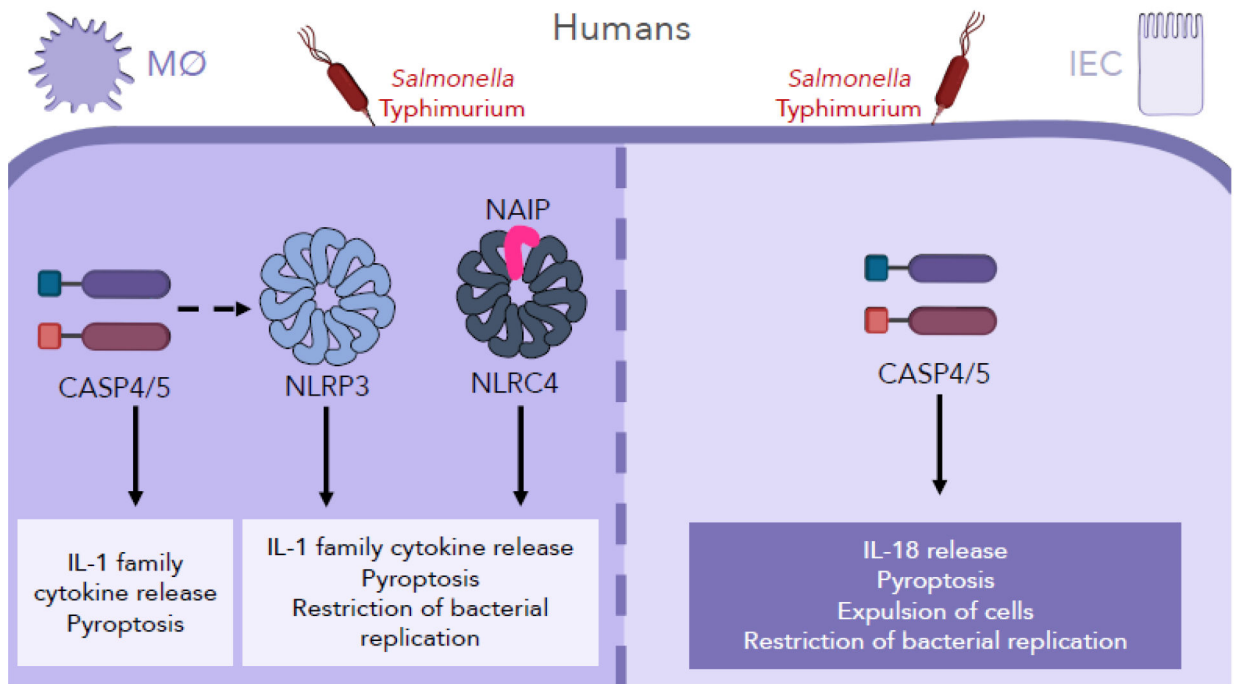 Humans
MØ
Salmonella
Typhimurium
Salmonella
Typhimurium
IEC
NAIP
CASP4/5
NLRP3
NLRC4
CASP4/5
IL-1 family
cytokine release
Pyroptosis
IL-1 family cytokine release
Pyroptosis
Restriction of bacterial
replication
IL-18 release
Pyroptosis
Expulsion of cells
Restriction of bacterial replication